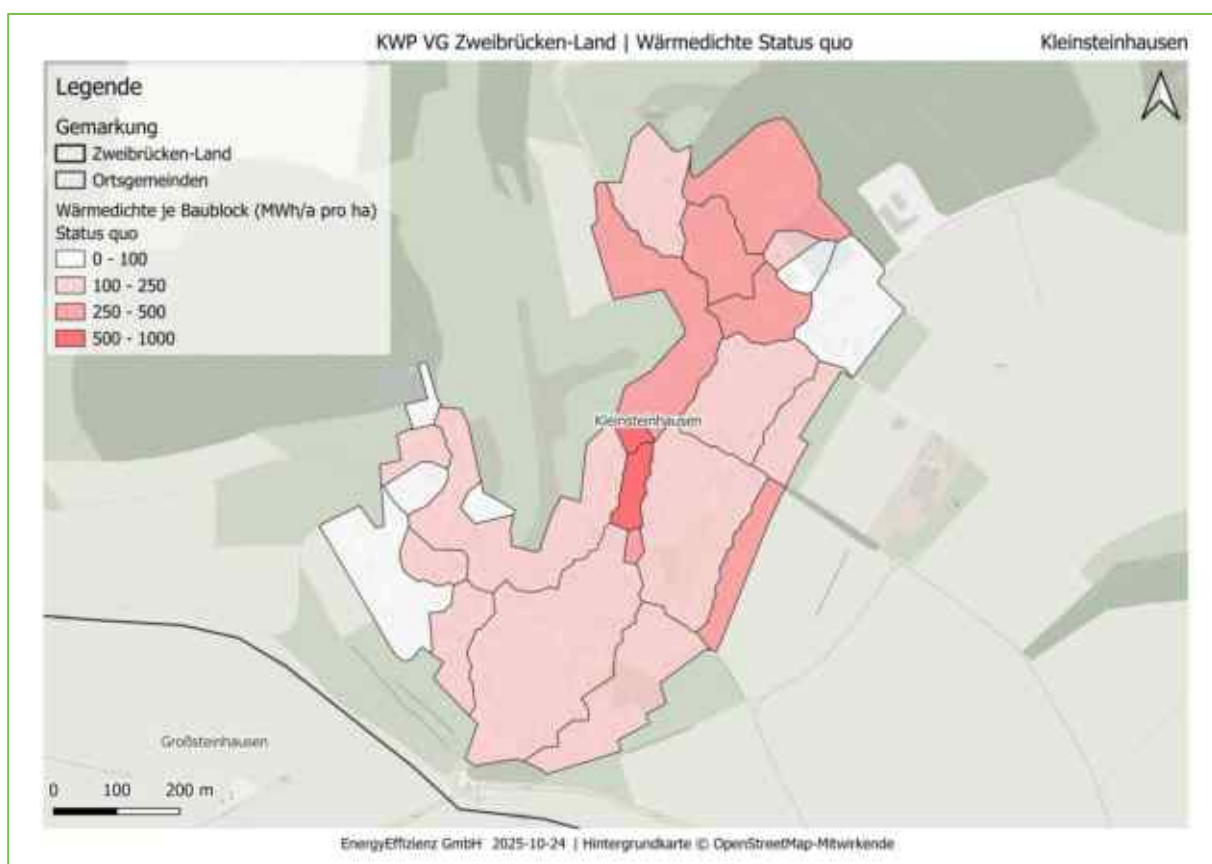 KWP VG Zweibrücken-Land | Wärmedichte Status quo
Kleinsteinhausen
Legende
Gemarkung
Zweibrücken-Land
Ortsgemeinden
Wärmedichte je Baublock (MWh/a pro ha)
Status quo
0 - 100
100 - 250
250 - 500
500 - 1000
Kleinsteinhausen
Großsteinhausen
0 100 200 m
EnergyEffizienz GmbH 2025-10-24 | Hintergrundkarte © OpenStreetMap-Mitwirkende